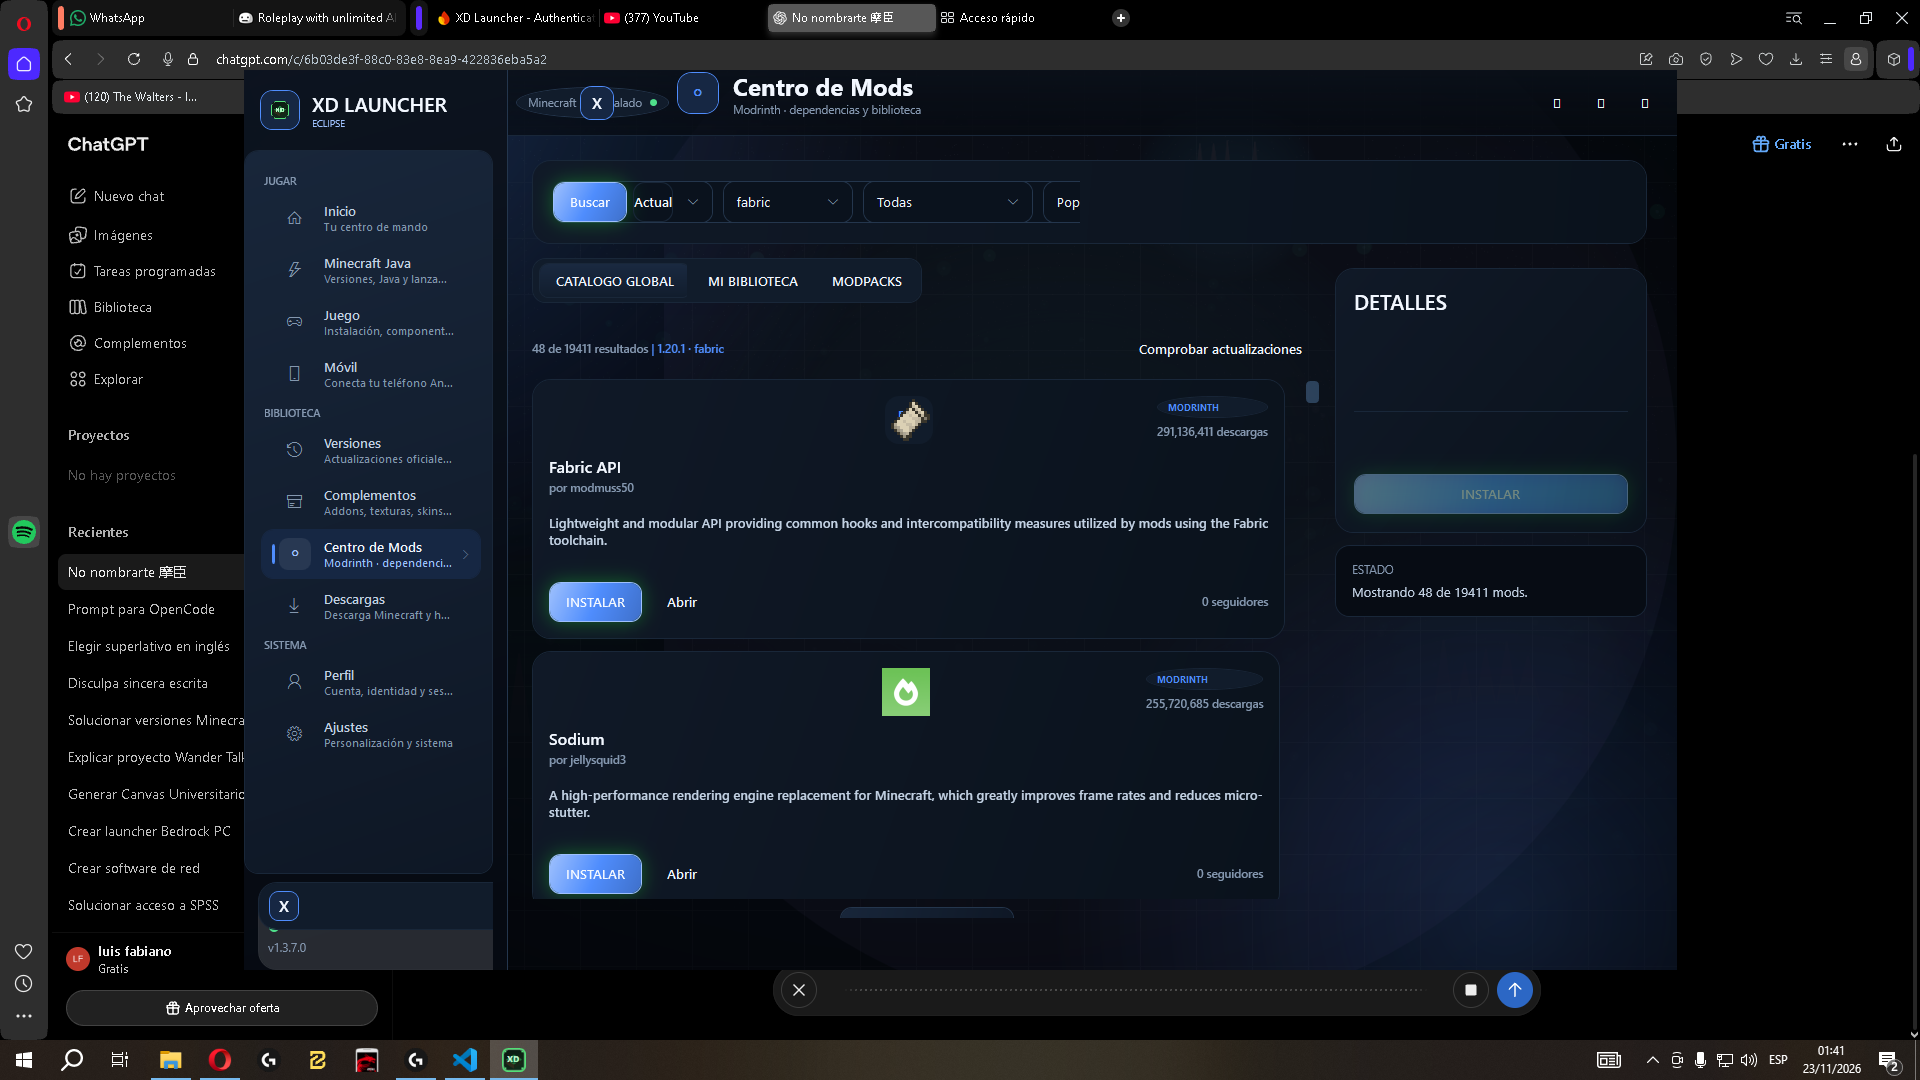 WhatsApp
Roleplay with unlimited AI
XD Launcher - Authenticat
(377) YouTube
No nombrarte 摩臣
Acceso rápido
chatgpt.com/c/6b03de3f-88c0-83e8-8ea9-422836eba5a2
(120) The Walters - I...
ChatGPT
Nuevo chat
Imágenes
Tareas programadas
Biblioteca
Complementos
Explorar
Proyectos
No hay proyectos
Recientes
No nombrarte 摩臣
Prompt para OpenCode
Elegir superlativo en inglés
Disculpa sincera escrita
Solucionar versiones Minecra
Explicar proyecto Wander Talk
Generar Canvas Universitario
Crear launcher Bedrock PC
Crear software de red
Solucionar acceso a SPSS
LF
luis fabiano
Gratis
Aprovechar oferta
Gratis
XD
XD LAUNCHER
ECLIPSE
JUGAR
Inicio
Tu centro de mando
Minecraft Java
Versiones, Java y lanza...
Juego
Instalación, component...
Móvil
Conecta tu teléfono An...
BIBLIOTECA
Versiones
Actualizaciones oficiale...
Complementos
Addons, texturas, skins...
Centro de Mods
Modrinth · dependenci...
Descargas
Descarga Minecraft y h...
SISTEMA
Perfil
Cuenta, identidad y ses...
Ajustes
Personalización y sistema
X
v1.3.7.0
Minecraft
X
alado
Centro de Mods
Modrinth · dependencias y biblioteca
Buscar
Actual
fabric
Todas
Pop
CATALOGO GLOBAL
MI BIBLIOTECA
MODPACKS
48 de 19411 resultados | 1.20.1 · fabric
Comprobar actualizaciones
MODRINTH
291,136,411 descargas
Fabric API
por modmuss50
Lightweight and modular API providing common hooks and intercompatibility measures utilized by mods using the Fabric
toolchain.
INSTALAR
Abrir
0 seguidores
MODRINTH
255,720,685 descargas
Sodium
por jellysquid3
A high-performance rendering engine replacement for Minecraft, which greatly improves frame rates and reduces micro-
stutter.
INSTALAR
Abrir
0 seguidores
DETALLES
INSTALAR
ESTADO
Mostrando 48 de 19411 mods.
XD
ESP
01:41
23/11/2026
2